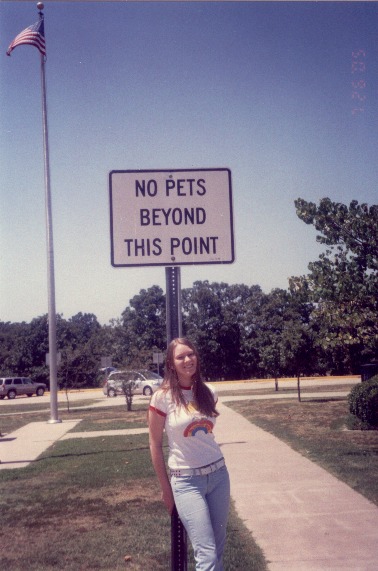 NO PETS
BEYOND
THIS POINT